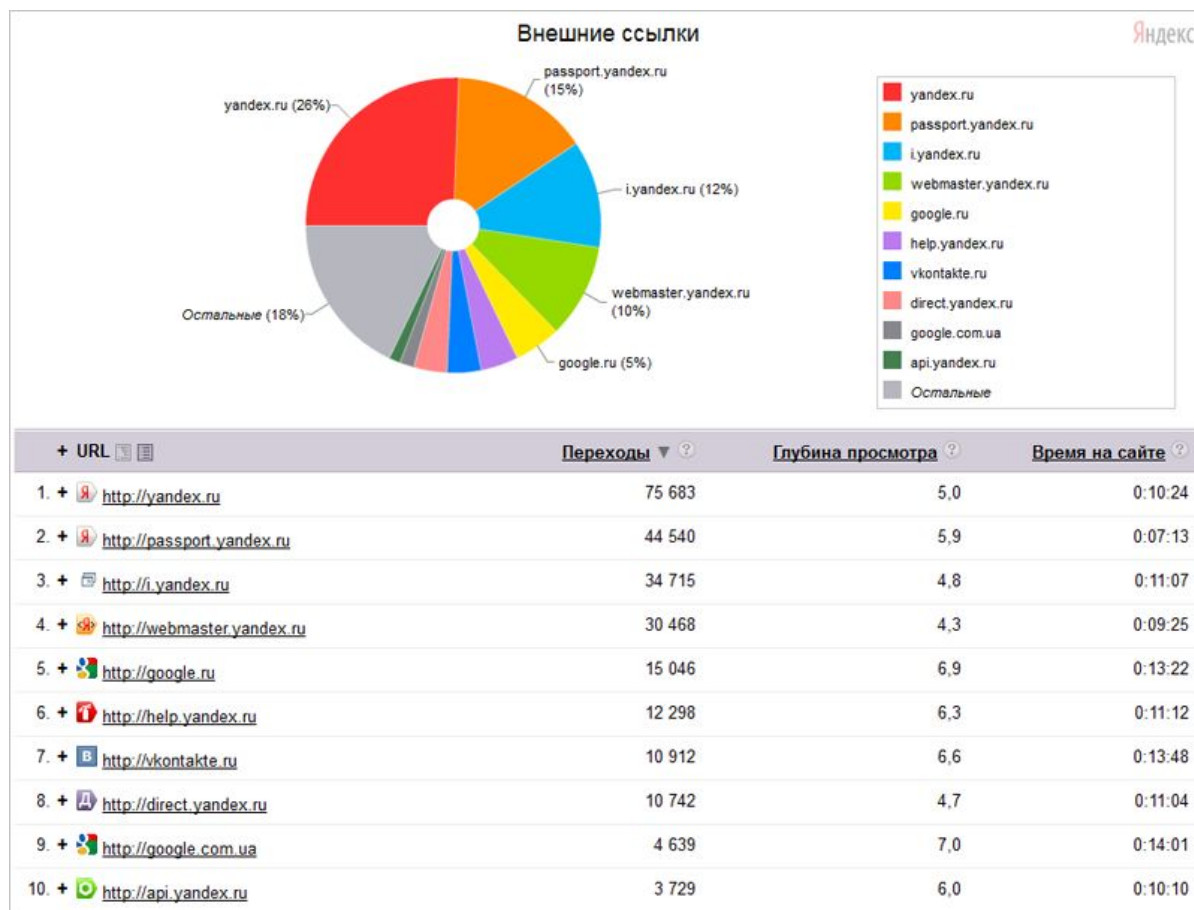 Внешние ссылки
Яндекс
passport.yandex.ru
(15%)
yandex.ru (26%)
i.yandex.ru (12%)
webmaster.yandex.ru
(10%)
Остальные (18%)
google.ru (5%)
yandex.ru
passport.yandex.ru
i.yandex.ru
webmaster.yandex.ru
google.ru
help.yandex.ru
vkontakte.ru
direct.yandex.ru
google.com.ua
api.yandex.ru
Остальные
+ URL Переходы ▼ ? Глубина просмотра ? Время на сайте ?
1. + Я http://yandex.ru 75 683 5,0 0:10:24
2. + Я http://passport.yandex.ru 44 540 5,9 0:07:13
3. + http://i.yandex.ru 34 715 4,8 0:11:07
4. + <Я> http://webmaster.yandex.ru 30 468 4,3 0:09:25
5. + http://google.ru 15 046 6,9 0:13:22
6. + http://help.yandex.ru 12 298 6,3 0:11:12
7. + B http://vkontakte.ru 10 912 6,6 0:13:48
8. + Д http://direct.yandex.ru 10 742 4,7 0:11:04
9. + http://google.com.ua 4 639 7,0 0:14:01
10. + http://api.yandex.ru 3 729 6,0 0:10:10